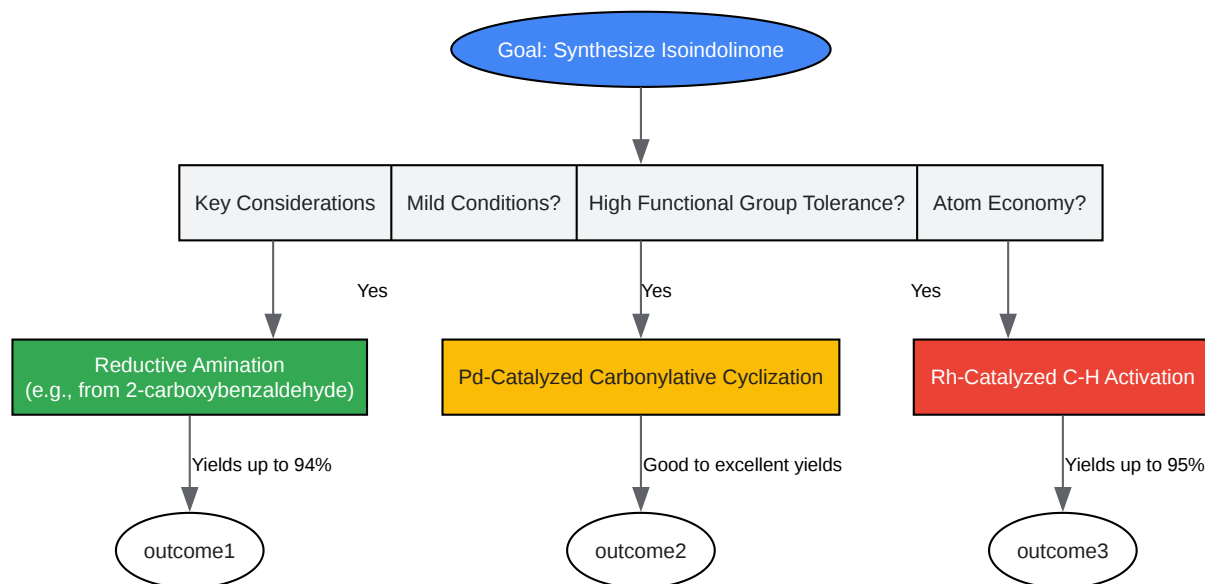 Goal: Synthesize Isoindolinone
Key Considerations
Mild Conditions?
High Functional Group Tolerance?
Atom Economy?
Yes
Yes
Yes
Reductive Amination
(e.g., from 2-carboxybenzaldehyde)
Pd-Catalyzed Carbonylative Cyclization
Rh-Catalyzed C-H Activation
Yields up to 94%
Good to excellent yields
Yields up to 95%
outcome1
outcome2
outcome3